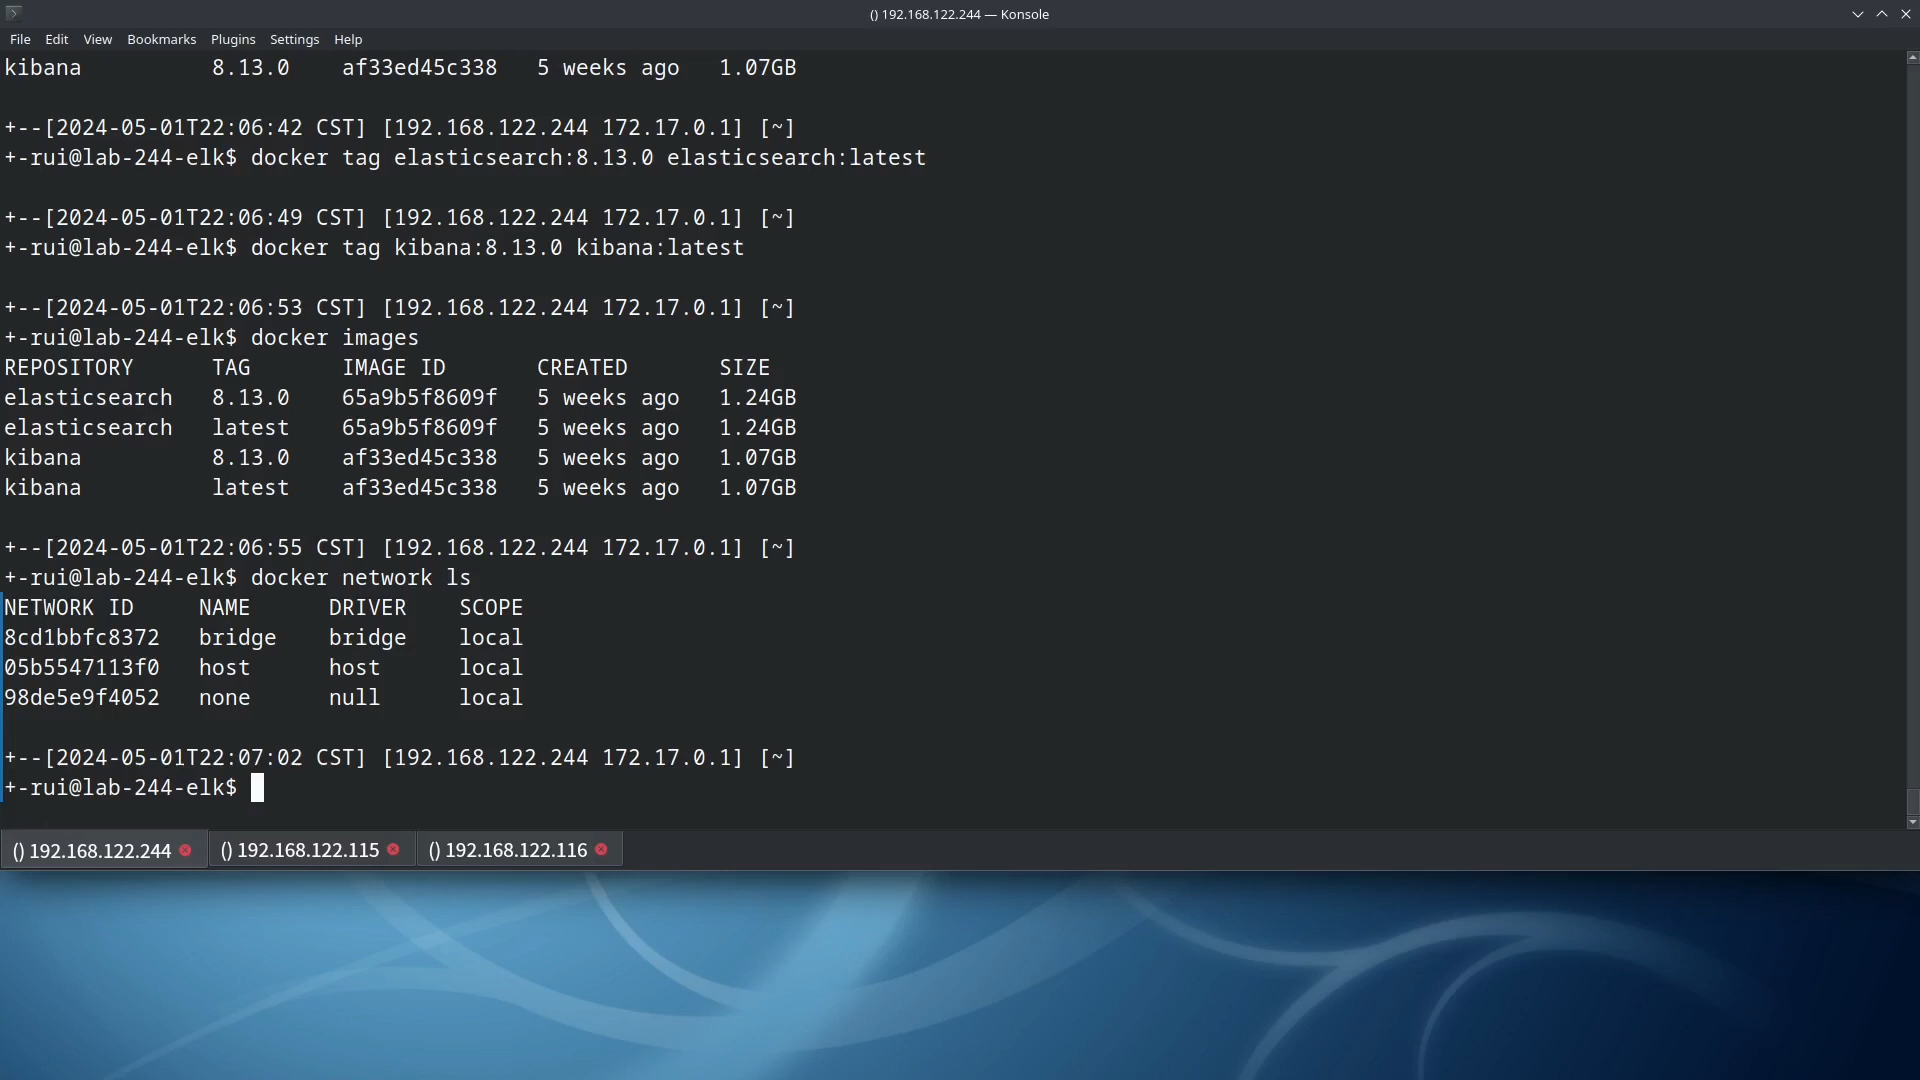 () 192.168.122.244 — Konsole
File Edit View Bookmarks Plugins Settings Help
kibana 8.13.0 af33ed45c338 5 weeks ago 1.07GB
+--[2024-05-01T22:06:42 CST] [192.168.122.244 172.17.0.1] [~]
+-rui@lab-244-elk$ docker tag elasticsearch:8.13.0 elasticsearch:latest
+--[2024-05-01T22:06:49 CST] [192.168.122.244 172.17.0.1] [~]
+-rui@lab-244-elk$ docker tag kibana:8.13.0 kibana:latest
+--[2024-05-01T22:06:53 CST] [192.168.122.244 172.17.0.1] [~]
+-rui@lab-244-elk$ docker images
REPOSITORY TAG IMAGE ID CREATED SIZE
elasticsearch 8.13.0 65a9b5f8609f 5 weeks ago 1.24GB
elasticsearch latest 65a9b5f8609f 5 weeks ago 1.24GB
kibana 8.13.0 af33ed45c338 5 weeks ago 1.07GB
kibana latest af33ed45c338 5 weeks ago 1.07GB
+--[2024-05-01T22:06:55 CST] [192.168.122.244 172.17.0.1] [~]
+-rui@lab-244-elk$ docker network ls
NETWORK ID NAME DRIVER SCOPE
8cd1bbfc8372 bridge bridge local
05b5547113f0 host host local
98de5e9f4052 none null local
+--[2024-05-01T22:07:02 CST] [192.168.122.244 172.17.0.1] [~]
+-rui@lab-244-elk$
() 192.168.122.244 () 192.168.122.115 () 192.168.122.116